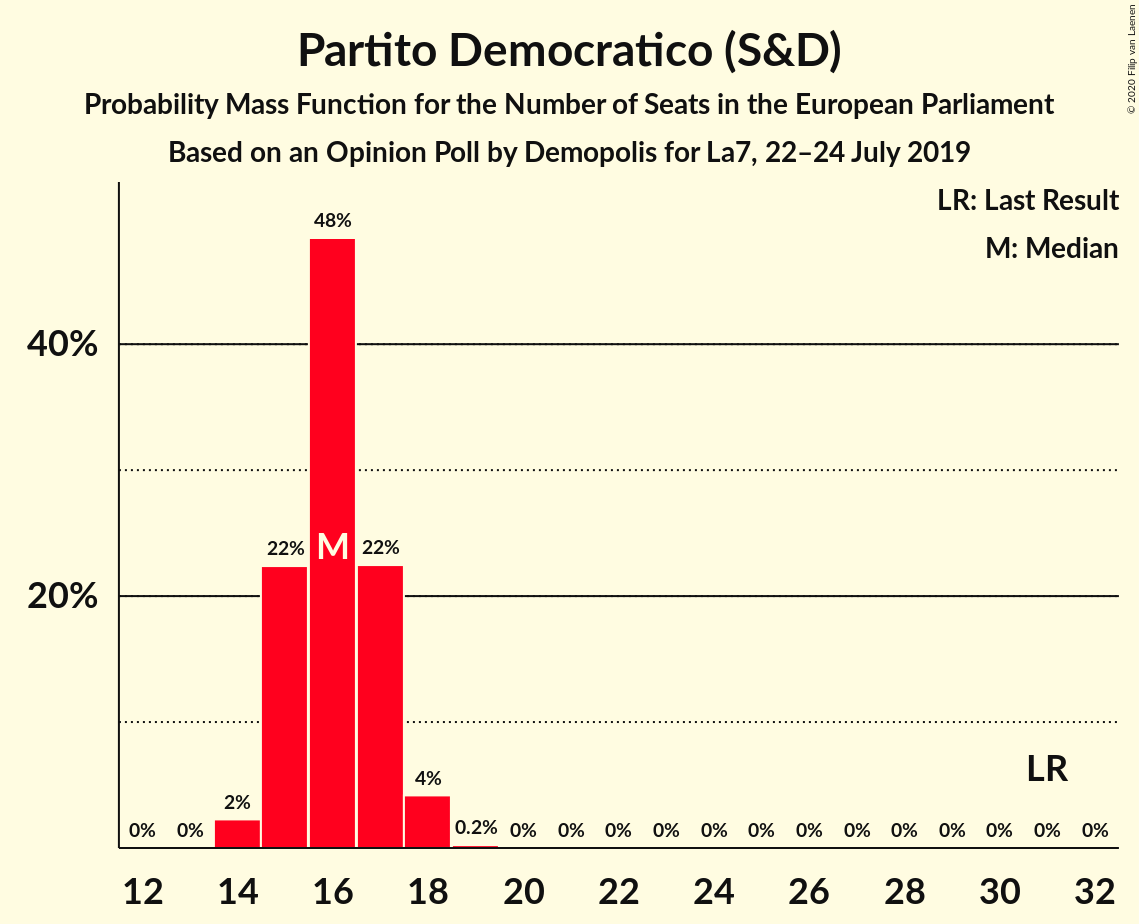 Partito Democratico (S&D)
Probability Mass Function for the Number of Seats in the European Parliament
Based on an Opinion Poll by Demopolis for La7, 22–24 July 2019
© 2020 Filip van Laenen
LR: Last Result
M: Median
40%
20%
0% 0% 2% 22% 48% 22% 4% 0.2% 0% 0% 0% 0% 0% 0% 0% 0% 0% 0% 0% 0% 0%
M
LR
12 14 16 18 20 22 24 26 28 30 32